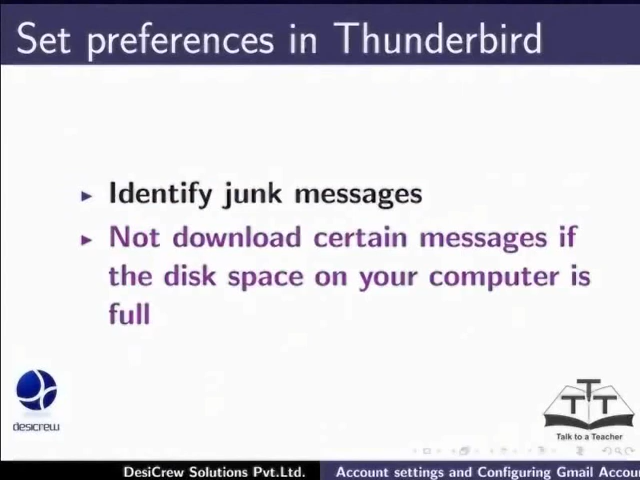 Set preferences in Thunderbird
Identify junk messages
Not download certain messages if
the disk space on your computer is
full
desicrew
TTT
Talk to a Teacher
DesiCrew Solutions Pvt.Ltd.
Account settings and Configuring Gmail Accou